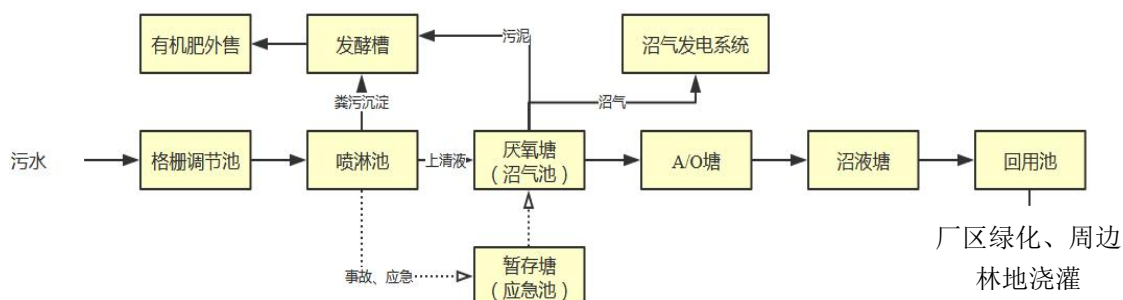 有机肥外售
发酵槽
污泥
沼气发电系统
粪污沉淀
沼气
污水
格栅调节池
喷淋池
上清液
厌氧塘
（沼气池）
A/O塘
沼液塘
回用池
事故、应急
暂存塘
（应急池）
厂区绿化、周边
林地浇灌